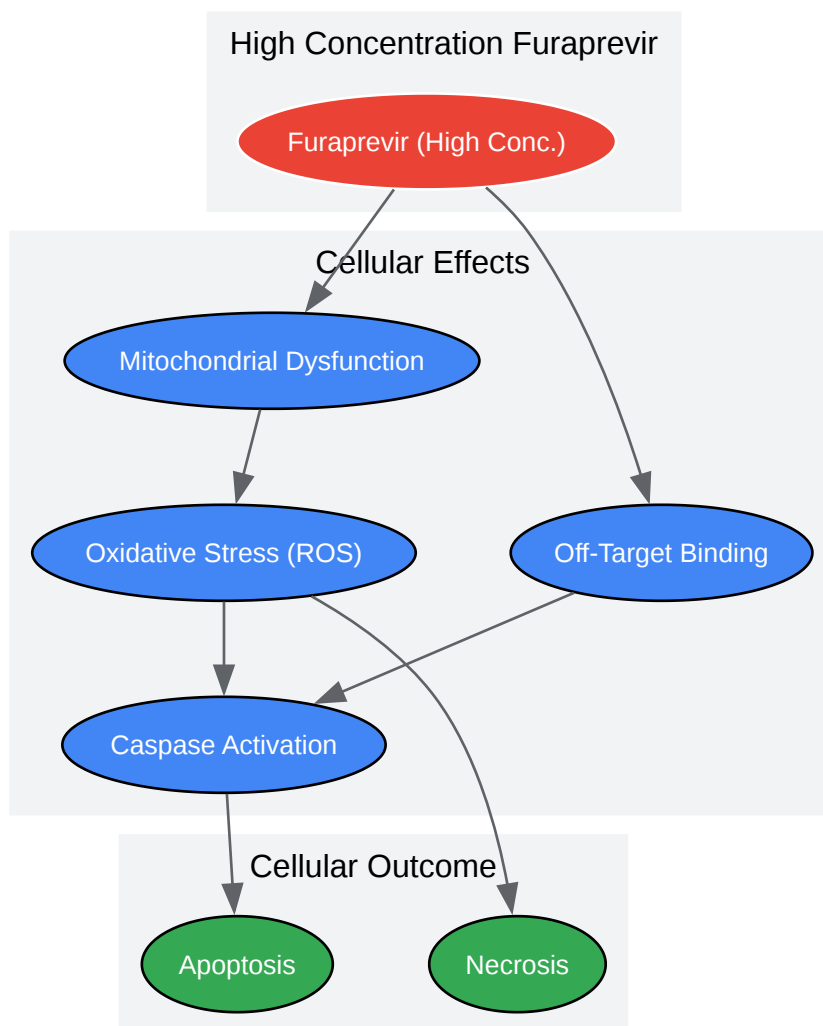 High Concentration Furaprevir
Furaprevir (High Conc.)
Cellular Effects
Mitochondrial Dysfunction
Oxidative Stress (ROS)
Off-Target Binding
Caspase Activation
Cellular Outcome
Apoptosis
Necrosis